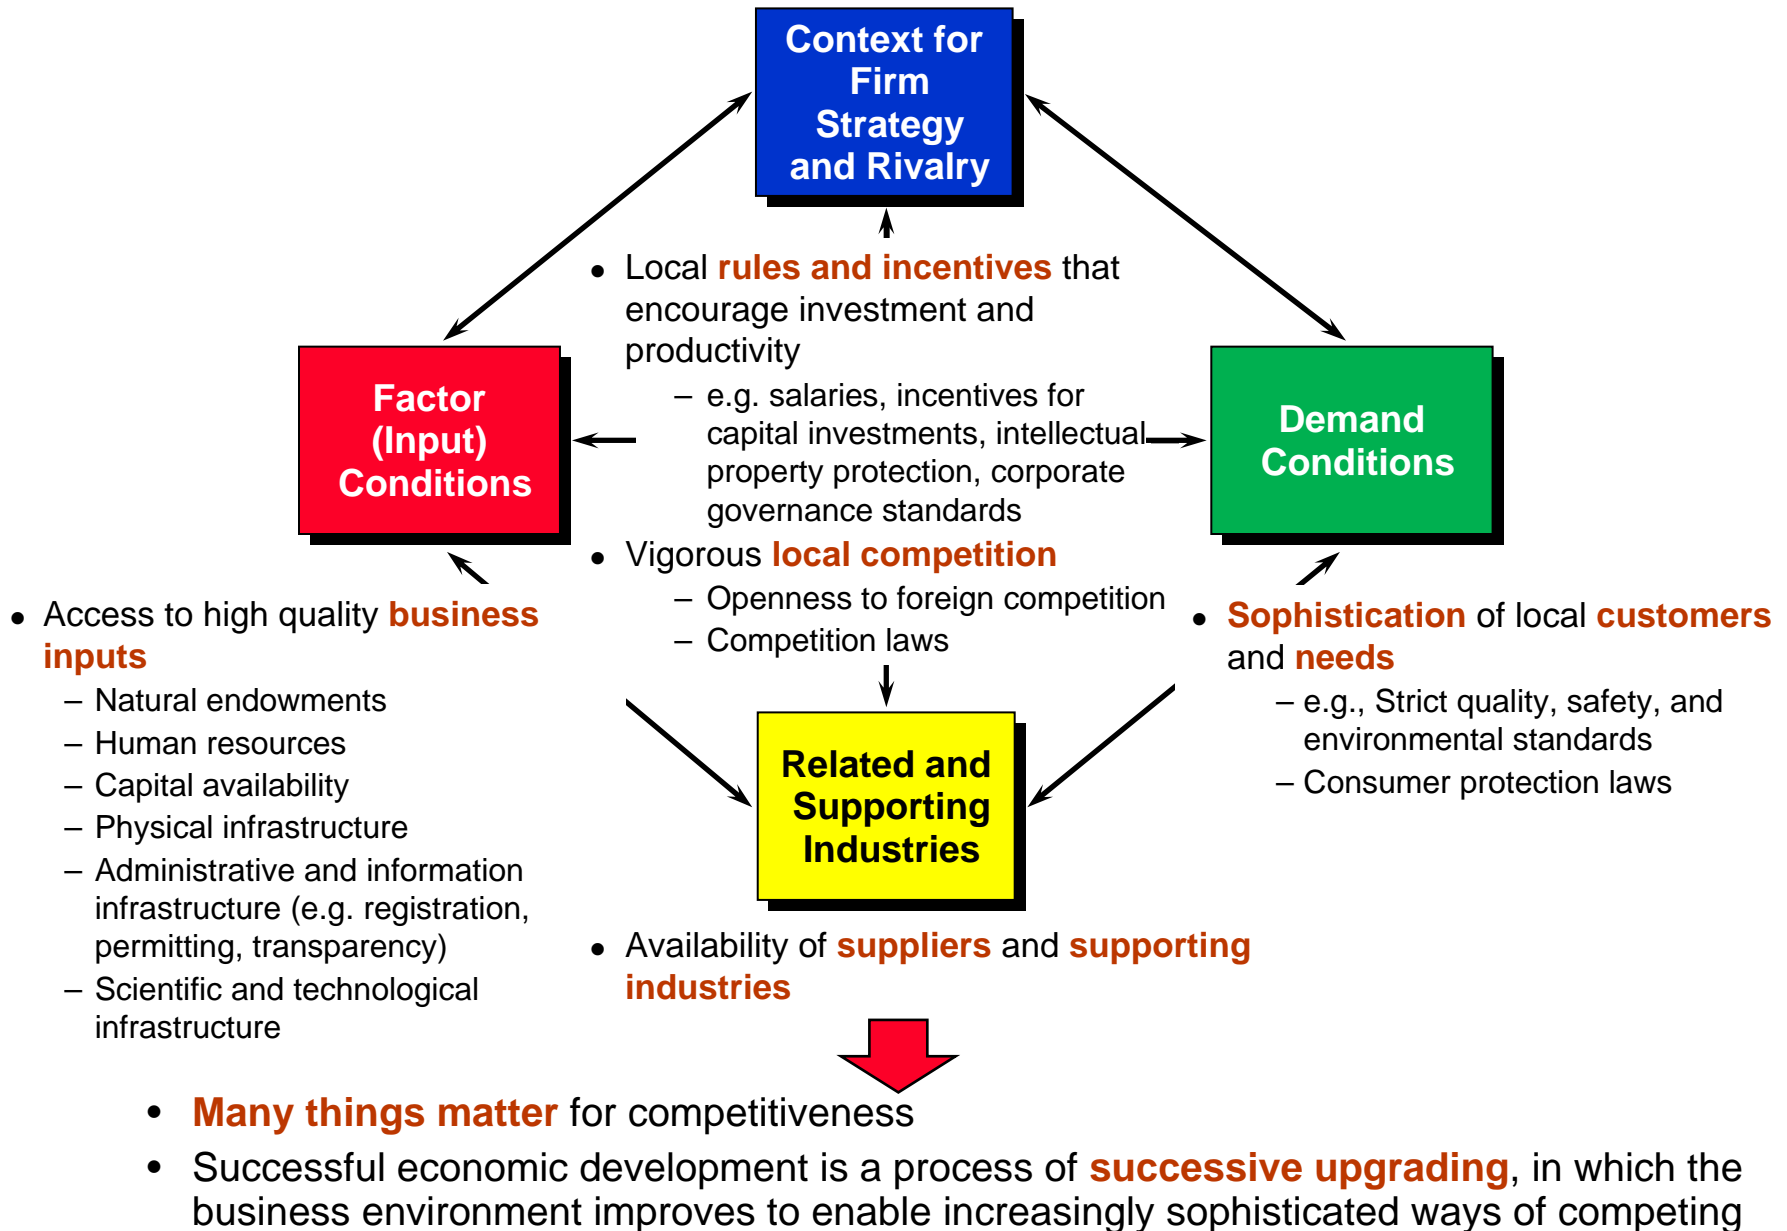 Context for
Firm
Strategy
and Rivalry
• Local rules and incentives that
encourage investment and
productivity
– e.g. salaries, incentives for
capital investments, intellectual
property protection, corporate
governance standards
• Vigorous local competition
– Openness to foreign competition
– Competition laws
Factor
(Input)
Conditions
Demand
Conditions
• Access to high quality business
inputs
– Natural endowments
– Human resources
– Capital availability
– Physical infrastructure
– Administrative and information
infrastructure (e.g. registration,
permitting, transparency)
– Scientific and technological
infrastructure
• Sophistication of local customers
and needs
– e.g., Strict quality, safety, and
environmental standards
– Consumer protection laws
Related and
Supporting
Industries
• Availability of suppliers and supporting
industries
• Many things matter for competitiveness
• Successful economic development is a process of successive upgrading, in which the
business environment improves to enable increasingly sophisticated ways of competing